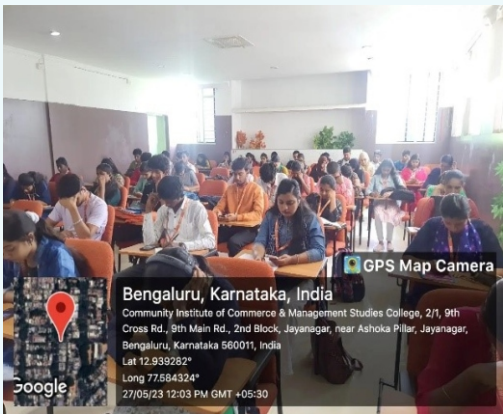 GPS Map Camera
Bengaluru, Karnataka, India
Community Institute of Commerce & Management Studies College, 2/1, 9th
Cross Rd., 9th Main Rd., 2nd Block, Jayanagar, near Ashoka Pillar, Jayanagar,
Bengaluru, Karnataka 560011, India
Lat 12.939282°
Long 77.584324°
27/05/23 12:03 PM GMT +05:30
Google